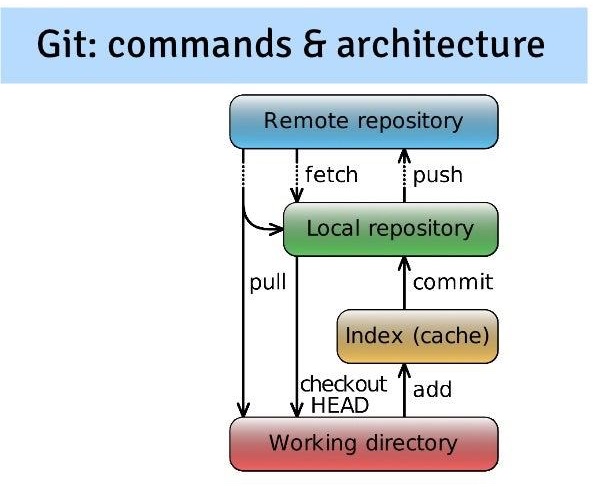 Git: commands & architecture
Remote repository
fetch
push
Local repository
pull
commit
Index (cache)
checkout
HEAD
add
Working directory